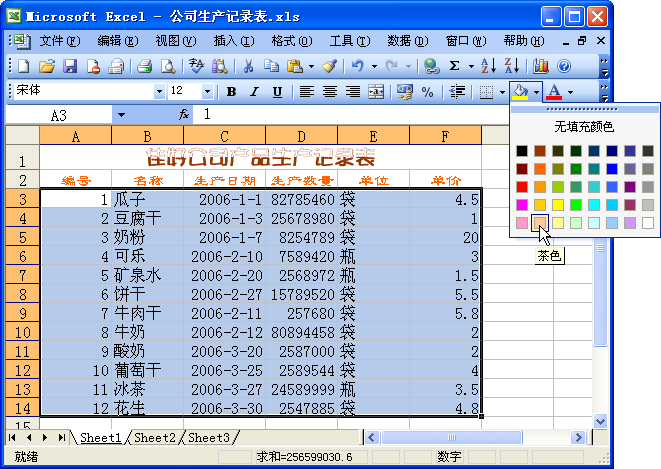 Microsoft Excel - 公司生产记录表.xls
文件(F) 编辑(E) 视图(V) 插入(I) 格式(O) 工具(T) 数据(D) 窗口(W) 帮助(H)
宋体 12 B I U %
A3 fx 1
无填充颜色
茶色
A B C D E F
1 佳好公司产品生产记录表
2 编号 名称 生产日期 生产数量 单位 单价
3 1 瓜子 2006-1-1 82785460 袋 4.5
4 2 豆腐干 2006-1-3 25678980 袋 1
5 3 奶粉 2006-1-7 8254789 袋 20
6 4 可乐 2006-2-10 7589420 瓶 3
7 5 矿泉水 2006-2-20 2568972 瓶 1.5
8 6 饼干 2006-2-27 15789520 袋 5.5
9 7 牛肉干 2006-2-11 257680 袋 5.8
10 8 牛奶 2006-2-12 80894458 袋 2
11 9 酸奶 2006-3-20 2587000 袋 2
12 10 葡萄干 2006-3-25 2589544 袋 4
13 11 冰茶 2006-3-27 24589999 瓶 3.5
14 12 花生 2006-3-30 2547885 袋 4.8
15
Sheet1 Sheet2 Sheet3
就绪 求和=256599030.6 数字